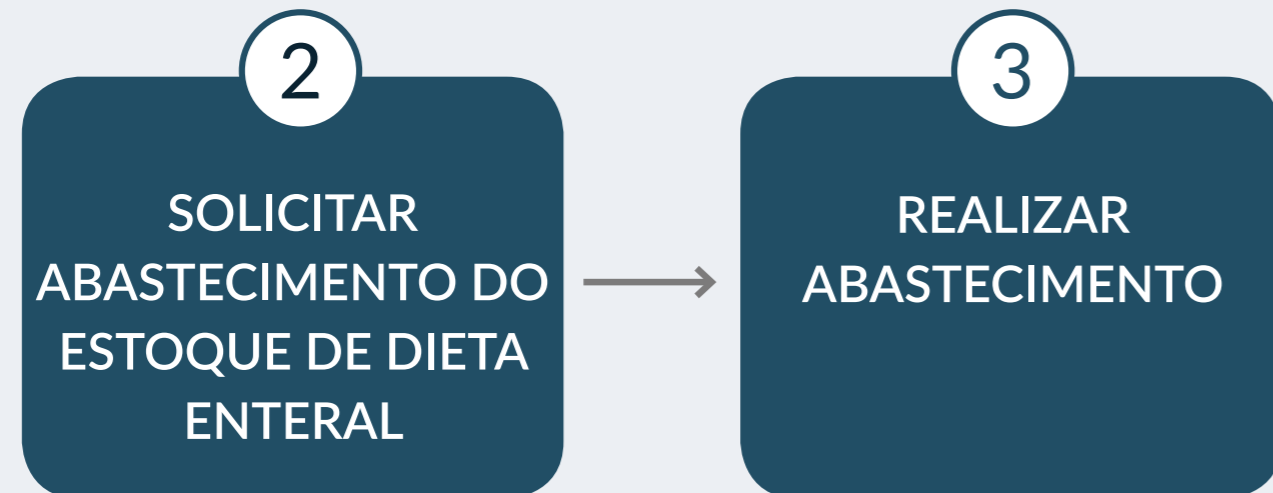 2
SOLICITAR
ABASTECIMENTO DO
ESTOQUE DE DIETA
ENTERAL
3
REALIZAR
ABASTECIMENTO